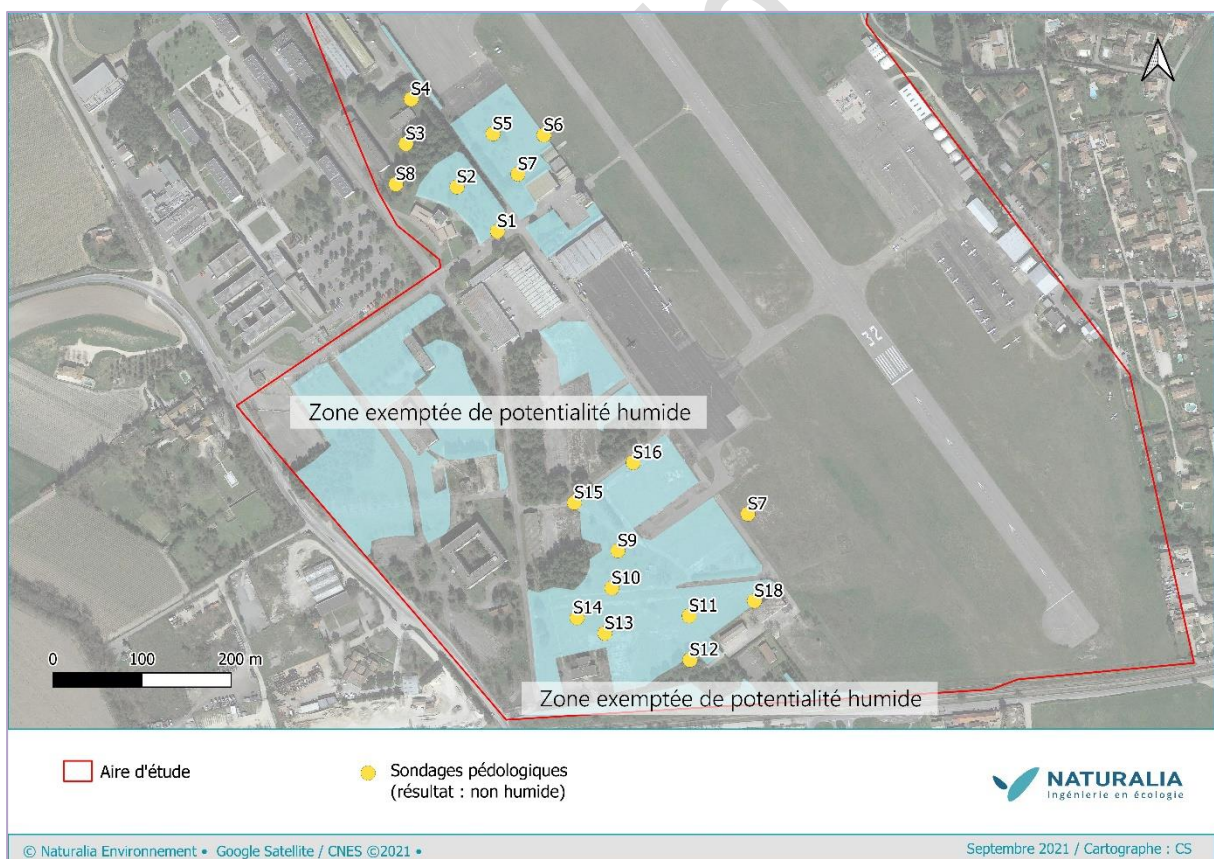 S4
S3
S5
S6
S8
S2
S7
S1
32
Zone exemptée de potentialité humide
S16
S15
S7
S9
S10
S18
S14
S11
S13
S12
0 100 200 m
Zone exemptée de potentialité humide
Aire d'étude
Sondages pédologiques
(résultat : non humide)
NATURALIA
Ingénierie en écologie
© Naturalia Environnement • Google Satellite / CNES ©2021 •
Septembre 2021 / Cartographe : CS